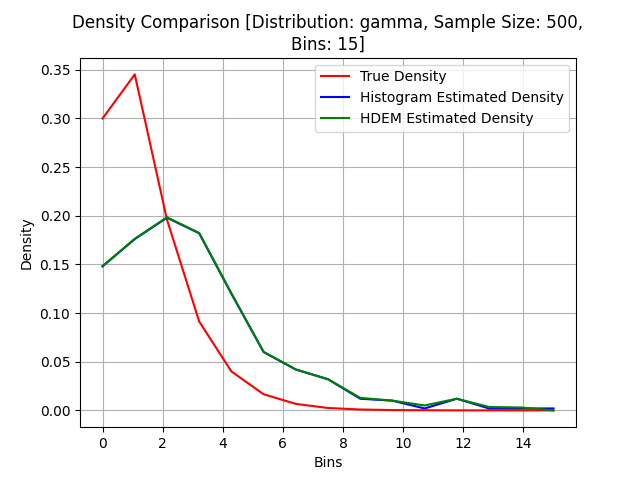 Density Comparison [Distribution: gamma, Sample Size: 500,
Bins: 15]
True Density
Histogram Estimated Density
HDEM Estimated Density
Density
0.35
0.30
0.25
0.20
0.15
0.10
0.05
0.00
0 2 4 6 8 10 12 14
Bins